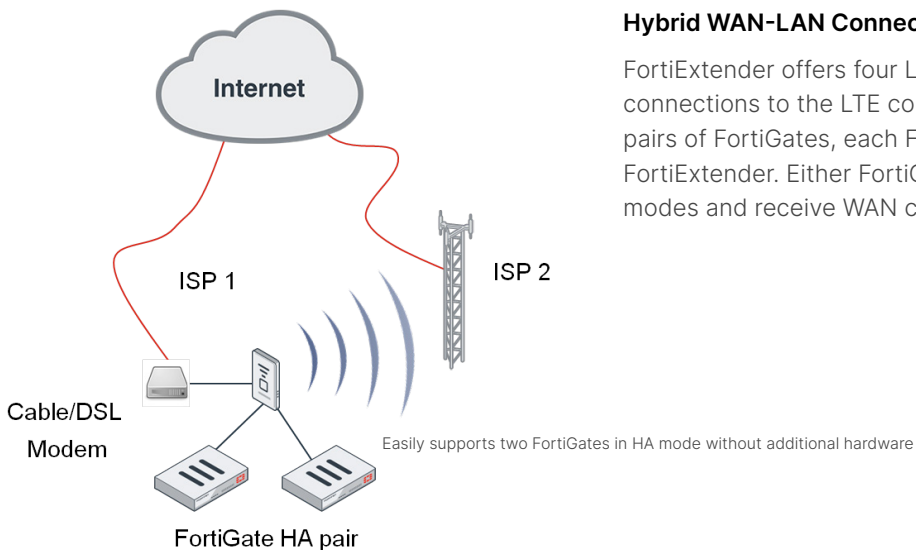 Hybrid WAN-LAN Connec
FortiExtender offers four L
connections to the LTE co
pairs of FortiGates, each F
FortiExtender. Either FortiG
modes and receive WAN c
Internet
ISP 1
ISP 2
Cable/DSL
Modem
Easily supports two FortiGates in HA mode without additional hardware
FortiGate HA pair